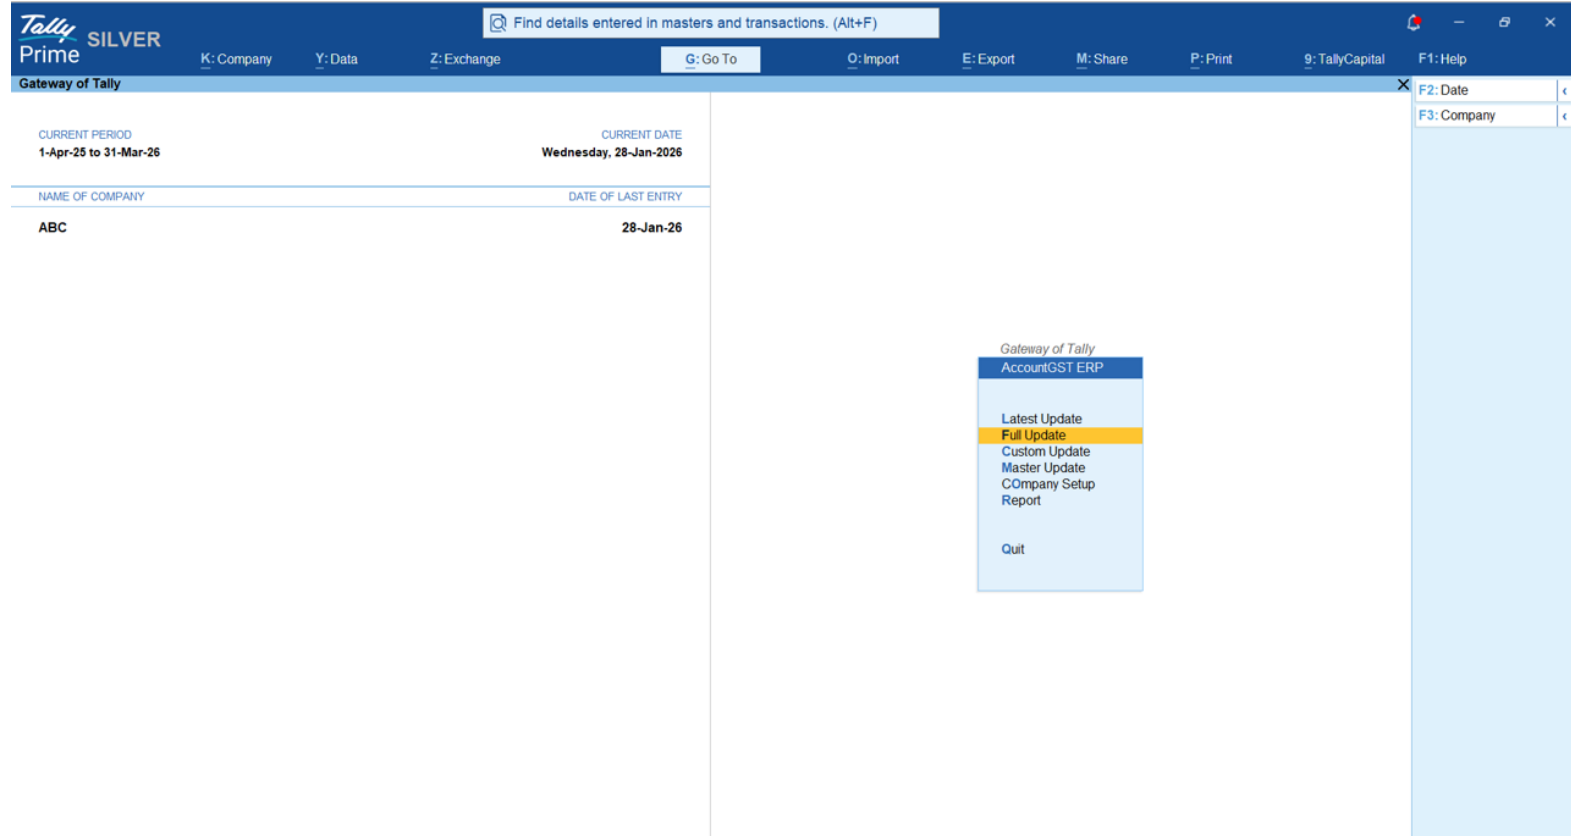 Tally
Prime
SILVER
Find details entered in masters and transactions. (Alt+F)
K: Company
Y: Data
Z: Exchange
G: Go To
O: Import
E: Export
M: Share
P: Print
9: TallyCapital
F1: Help
Gateway of Tally
F2: Date
F3: Company
CURRENT PERIOD
CURRENT DATE
1-Apr-25 to 31-Mar-26
Wednesday, 28-Jan-2026
NAME OF COMPANY
DATE OF LAST ENTRY
ABC
28-Jan-26
Gateway of Tally
AccountGST ERP
Latest Update
Full Update
Custom Update
Master Update
COmpany Setup
Report
Quit